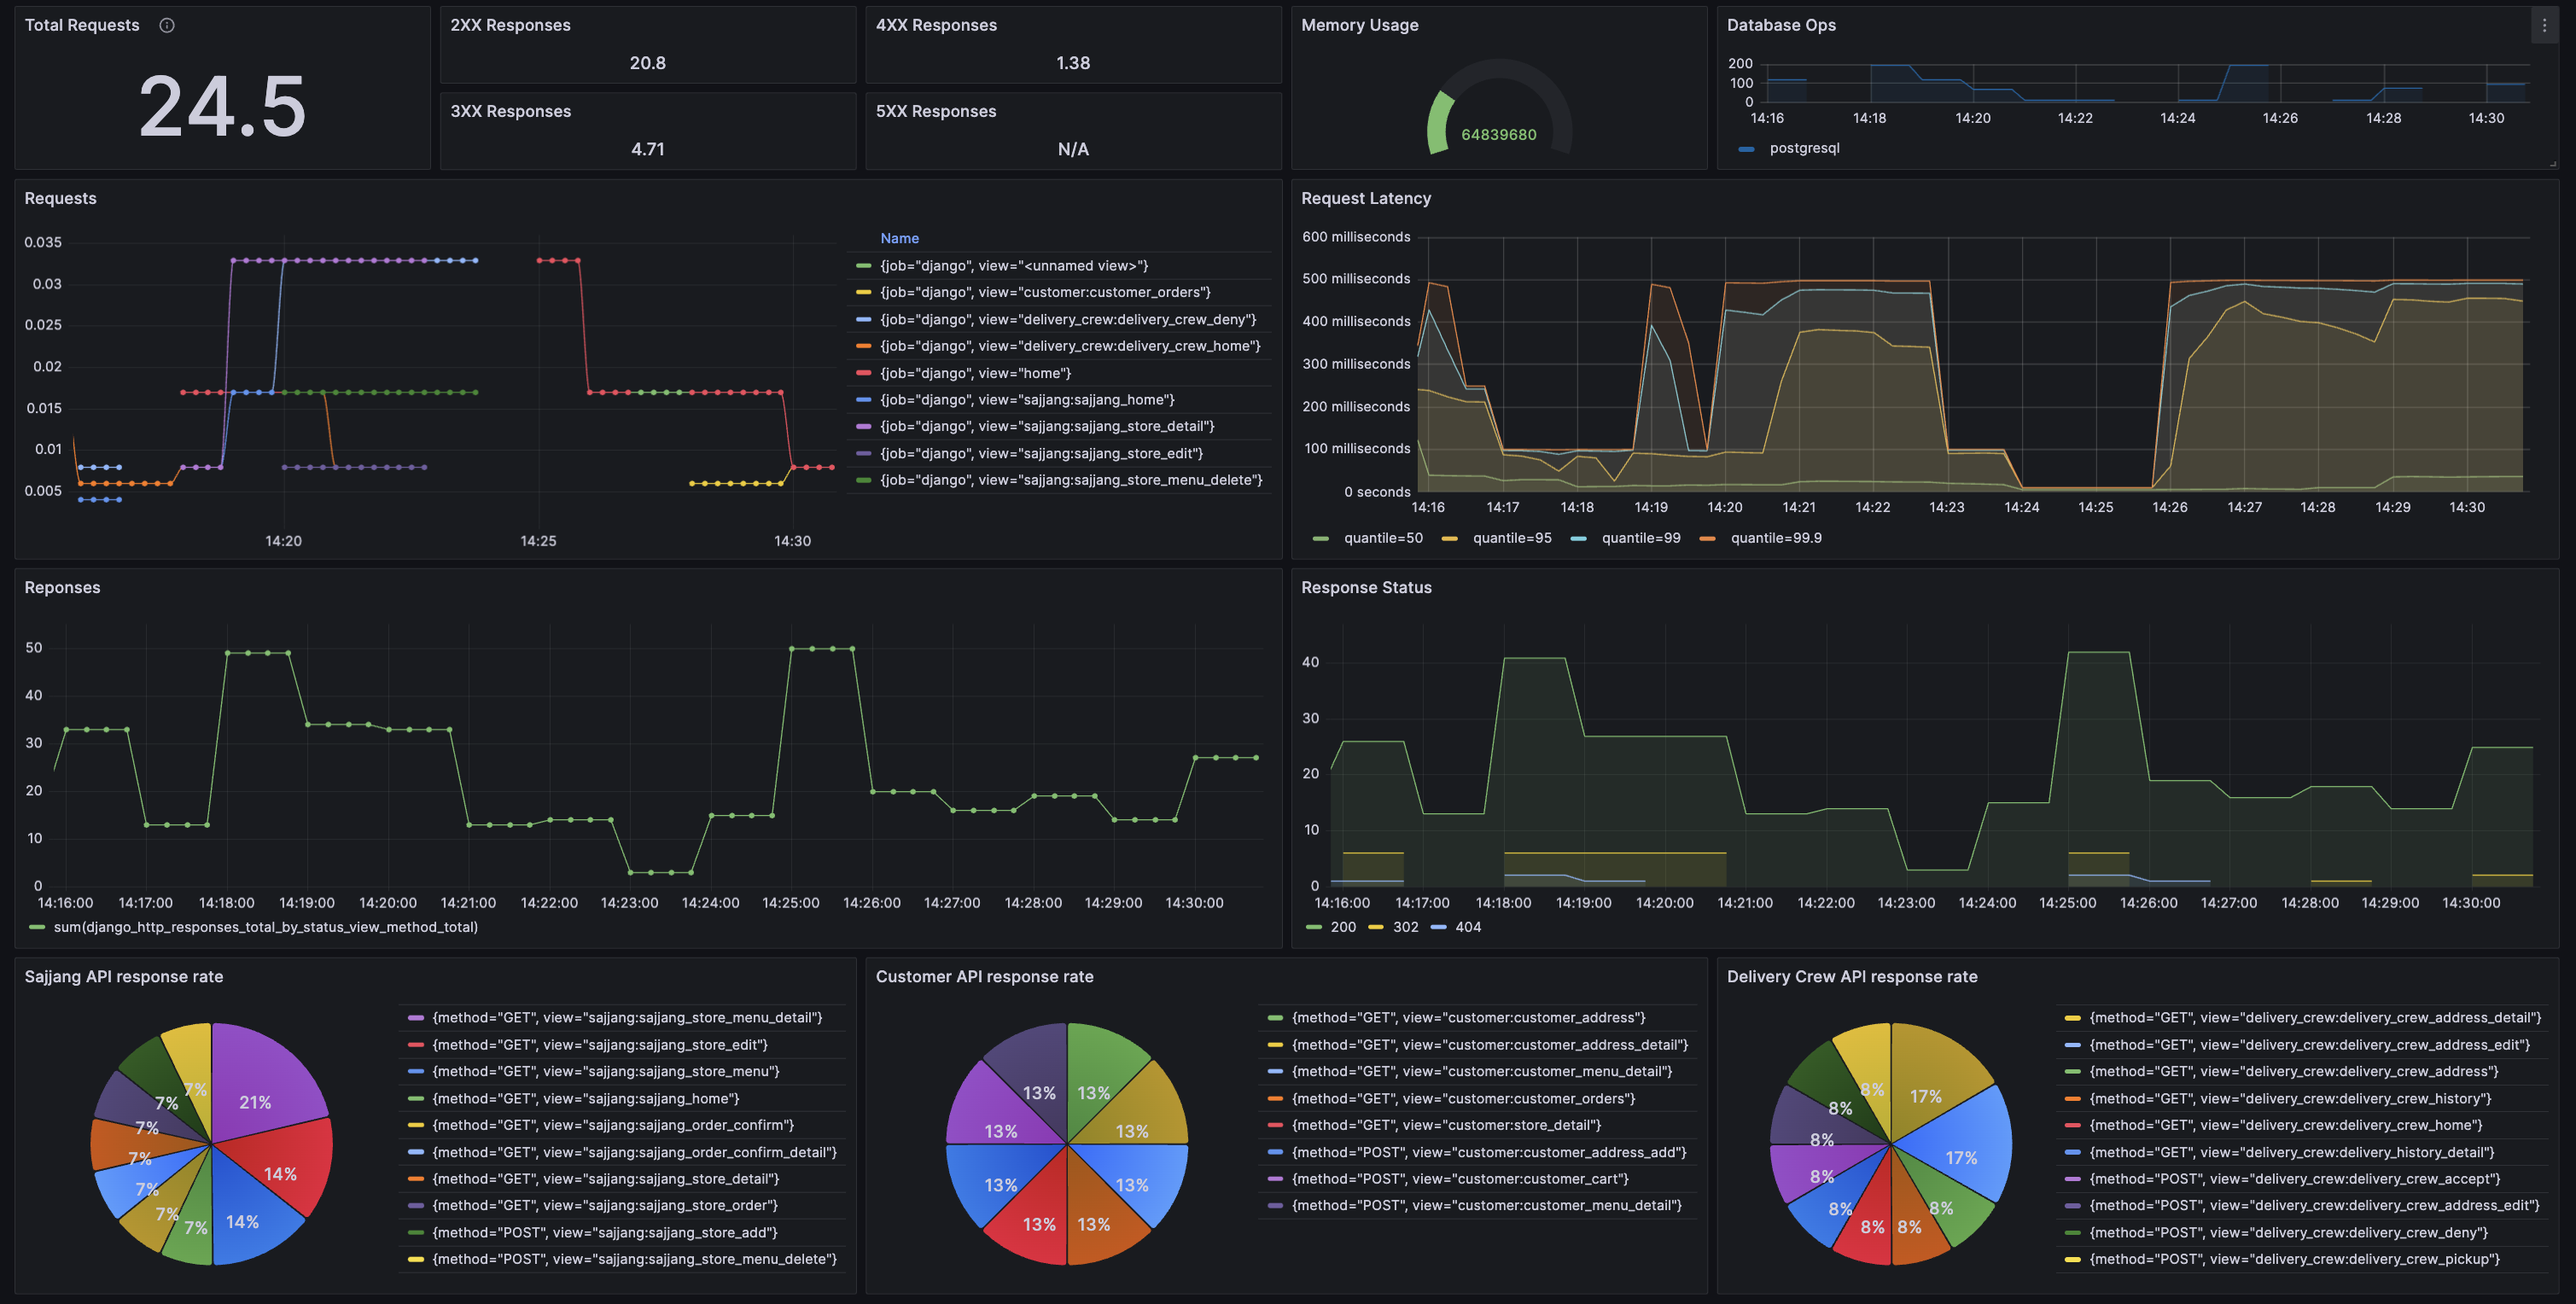 Total Requests
24.5
2XX Responses
20.8
4XX Responses
1.38
3XX Responses
4.71
5XX Responses
N/A
Memory Usage
64839680
Database Ops
200
100
0
14:16 14:18 14:20 14:22 14:24 14:26 14:28 14:30
postgresql
Requests
0.035
0.03
0.025
0.02
0.015
0.01
0.005
14:20 14:25 14:30
Name
{job="django", view="<unnamed view>"}
{job="django", view="customer:customer_orders"}
{job="django", view="delivery_crew:delivery_crew_deny"}
{job="django", view="delivery_crew:delivery_crew_home"}
{job="django", view="home"}
{job="django", view="sajjang:sajjang_home"}
{job="django", view="sajjang:sajjang_store_detail"}
{job="django", view="sajjang:sajjang_store_edit"}
{job="django", view="sajjang:sajjang_store_menu_delete"}
Request Latency
600 milliseconds
500 milliseconds
400 milliseconds
300 milliseconds
200 milliseconds
100 milliseconds
0 seconds
14:16 14:17 14:18 14:19 14:20 14:21 14:22 14:23 14:24 14:25 14:26 14:27 14:28 14:29 14:30
quantile=50 quantile=95 quantile=99 quantile=99.9
Reponses
50
40
30
20
10
0
14:16:00 14:17:00 14:18:00 14:19:00 14:20:00 14:21:00 14:22:00 14:23:00 14:24:00 14:25:00 14:26:00 14:27:00 14:28:00 14:29:00 14:30:00
sum(django_http_responses_total_by_status_view_method_total)
Response Status
40
30
20
10
0
14:16:00 14:17:00 14:18:00 14:19:00 14:20:00 14:21:00 14:22:00 14:23:00 14:24:00 14:25:00 14:26:00 14:27:00 14:28:00 14:29:00 14:30:00
200 302 404
Sajjang API response rate
21%
14%
14%
7%
7%
7%
7%
7%
7%
7%
{method="GET", view="sajjang:sajjang_store_menu_detail"}
{method="GET", view="sajjang:sajjang_store_edit"}
{method="GET", view="sajjang:sajjang_store_menu"}
{method="GET", view="sajjang:sajjang_home"}
{method="GET", view="sajjang:sajjang_order_confirm"}
{method="GET", view="sajjang:sajjang_order_confirm_detail"}
{method="GET", view="sajjang:sajjang_store_detail"}
{method="GET", view="sajjang:sajjang_store_order"}
{method="POST", view="sajjang:sajjang_store_add"}
{method="POST", view="sajjang:sajjang_store_menu_delete"}
Customer API response rate
13%
13%
13%
13%
13%
13%
13%
13%
{method="GET", view="customer:customer_address"}
{method="GET", view="customer:customer_address_detail"}
{method="GET", view="customer:customer_menu_detail"}
{method="GET", view="customer:customer_orders"}
{method="GET", view="customer:store_detail"}
{method="POST", view="customer:customer_address_add"}
{method="POST", view="customer:customer_cart"}
{method="POST", view="customer:customer_menu_detail"}
Delivery Crew API response rate
17%
17%
8%
8%
8%
8%
8%
8%
8%
8%
{method="GET", view="delivery_crew:delivery_crew_address_detail"}
{method="GET", view="delivery_crew:delivery_crew_address_edit"}
{method="GET", view="delivery_crew:delivery_crew_address"}
{method="GET", view="delivery_crew:delivery_crew_history"}
{method="GET", view="delivery_crew:delivery_crew_home"}
{method="GET", view="delivery_crew:delivery_history_detail"}
{method="POST", view="delivery_crew:delivery_crew_accept"}
{method="POST", view="delivery_crew:delivery_crew_address_edit"}
{method="POST", view="delivery_crew:delivery_crew_deny"}
{method="POST", view="delivery_crew:delivery_crew_pickup"}